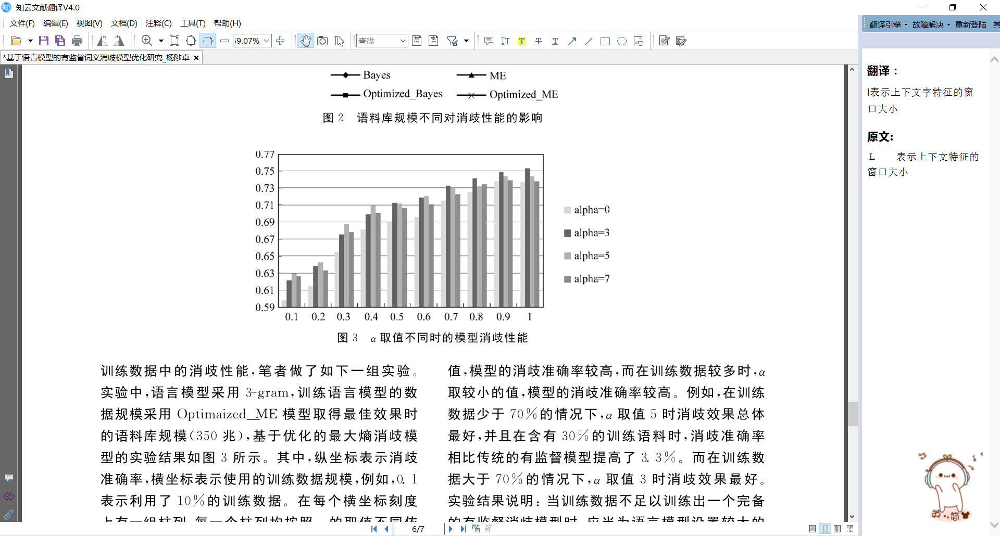 知云文献翻译V4.0
文件(F) 编辑(E) 视图(V) 文档(D) 注释(C) 工具(T) 帮助(H)
翻译引擎 故障解决 重新登陆 其
59.07% 查找
*基于语言模型的有监督词义消歧模型优化研究_杨陟卓
Bayes ME
Optimized_Bayes Optimized_ME
图 2 语料库规模不同对消歧性能的影响
0.77
0.75
0.73
0.71
0.69
0.67
0.65
0.63
0.61
0.59
0.1 0.2 0.3 0.4 0.5 0.6 0.7 0.8 0.9 1
alpha=0
alpha=3
alpha=5
alpha=7
图 3 α 取值不同时的模型消歧性能
训练数据中的消歧性能,笔者做了如下一组实验。
实验中,语言模型采用 3-gram,训练语言模型的数
据规模采用 Optimaized_ME 模型取得最佳效果时
的语料库规模(350 兆),基于优化的最大熵消歧模
型的实验结果如图 3 所示。其中,纵坐标表示消歧
准确率,横坐标表示使用的训练数据规模,例如,0.1
表示利用了 10%的训练数据。在每个横坐标刻度
上有一组柱列,每一个柱列均按照 的取值不同依
值,模型的消歧准确率较高,而在训练数据较多时,α
取较小的值,模型的消歧准确率较高。例如,在训练
数据少于 70%的情况下,α 取值 5 时消歧效果总体
最好,并且在含有 30%的训练语料时,消歧准确率
相比传统的有监督模型提高了 3.3%。而在训练数
据大于 70%的情况下,α 取值 3 时消歧效果最好。
实验结果说明:当训练数据不足以训练出一个完备
的有监督消歧模型时,应当为语言模型设置较大的
6/7
翻译：
l表示上下文字特征的窗
口大小
原文:
L 表示上下文特征的
窗口大小
英 简